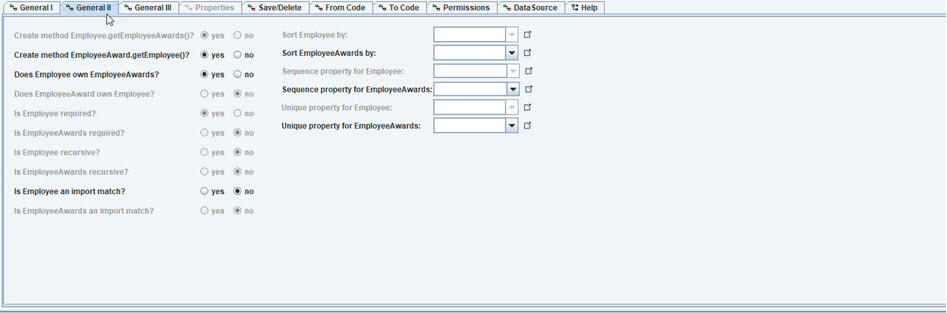 General I General II General III Properties Save/Delete From Code To Code Permissions DataSource Help
Create method Employee.getEmployeeAwards()? yes no
Create method EmployeeAward.getEmployee()? yes no
Does Employee own EmployeeAwards? yes no
Does EmployeeAward own Employee? yes no
Is Employee required? yes no
Is EmployeeAwards required? yes no
Is Employee recursive? yes no
Is EmployeeAwards recursive? yes no
Is Employee an import match? yes no
Is EmployeeAwards an import match? yes no
Sort Employee by:
Sort EmployeeAwards by:
Sequence property for Employee:
Sequence property for EmployeeAwards:
Unique property for Employee:
Unique property for EmployeeAwards: